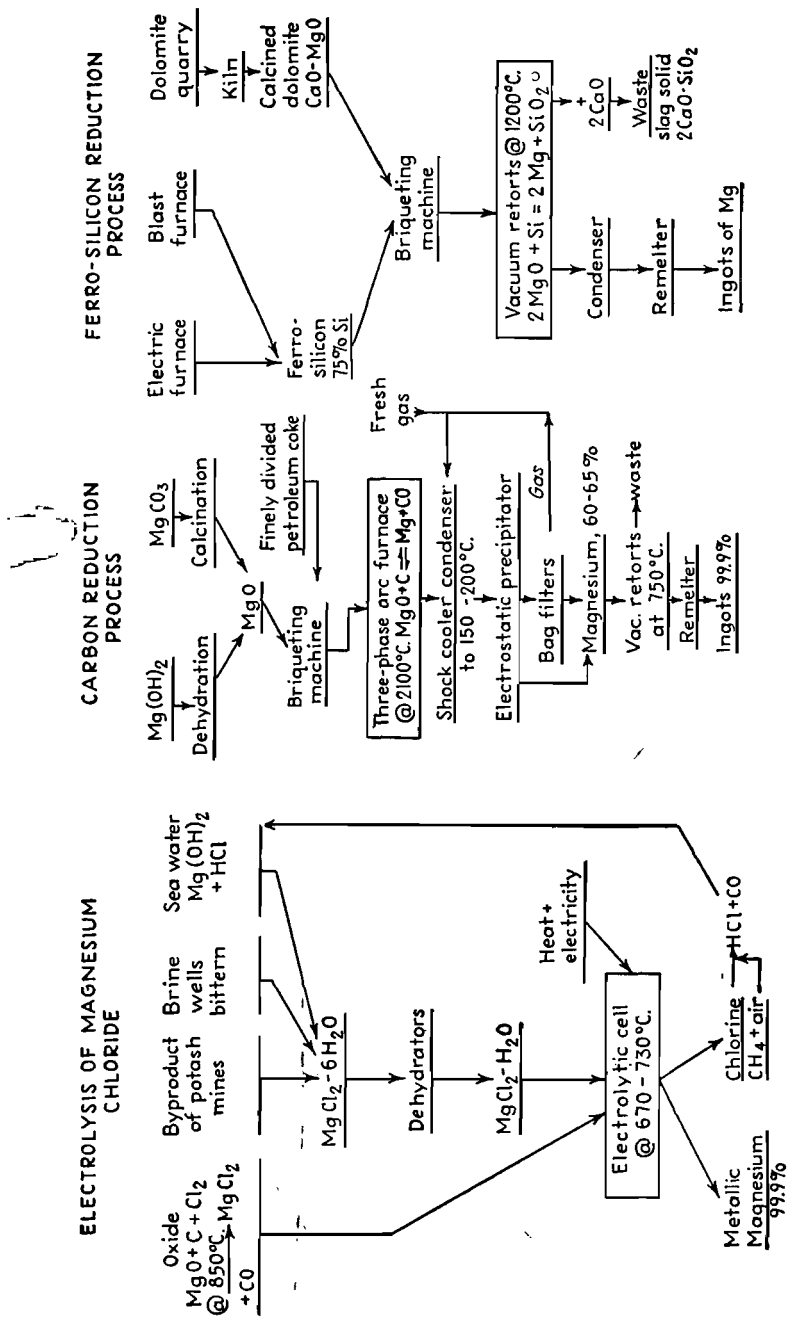 ELECTROLYSIS OF MAGNESIUM
CHLORIDE
Oxide
MgO + C + Cl₂
@ 850°C. → MgCl₂
+ CO
Byproduct
of potash
mines
Brine
wells
bittern
Sea water
Mg(OH)₂
+ HCl
MgCl₂-6H₂O
Dehydrators
MgCl₂-H₂O
Heat +
electricity
Electrolytic cell
@ 670 - 730°C.
Metallic
Magnesium
99.9%
Chlorine
CH₄ + air
HCl + CO
CARBON REDUCTION
PROCESS
Mg(OH)₂
Dehydration
MgCO₃
Calcination
MgO
Finely divided
petroleum coke
Briqueting
machine
Three-phase arc furnace
@ 2100°C. MgO+C ⇌ Mg+CO
Fresh
gas
Shock cooler condenser
to 150 - 200°C.
Electrostatic precipitator
Gas
Bag filters
Magnesium, 60-65%
Vac. retorts → waste
at 750°C.
Remelter
Ingots 99.9%
FERRO-SILICON REDUCTION
PROCESS
Electric
furnace
Blast
furnace
Dolomite
quarry
Kiln
Calcined
dolomite
CaO-MgO
Ferro-
silicon
75% Si
Briqueting
machine
Vacuum retorts @ 1200°C.
2 MgO + Si = 2 Mg + SiO₂
Condenser
+
2CaO
Remelter
Waste
slag solid
2CaO·SiO₂
Ingots of Mg